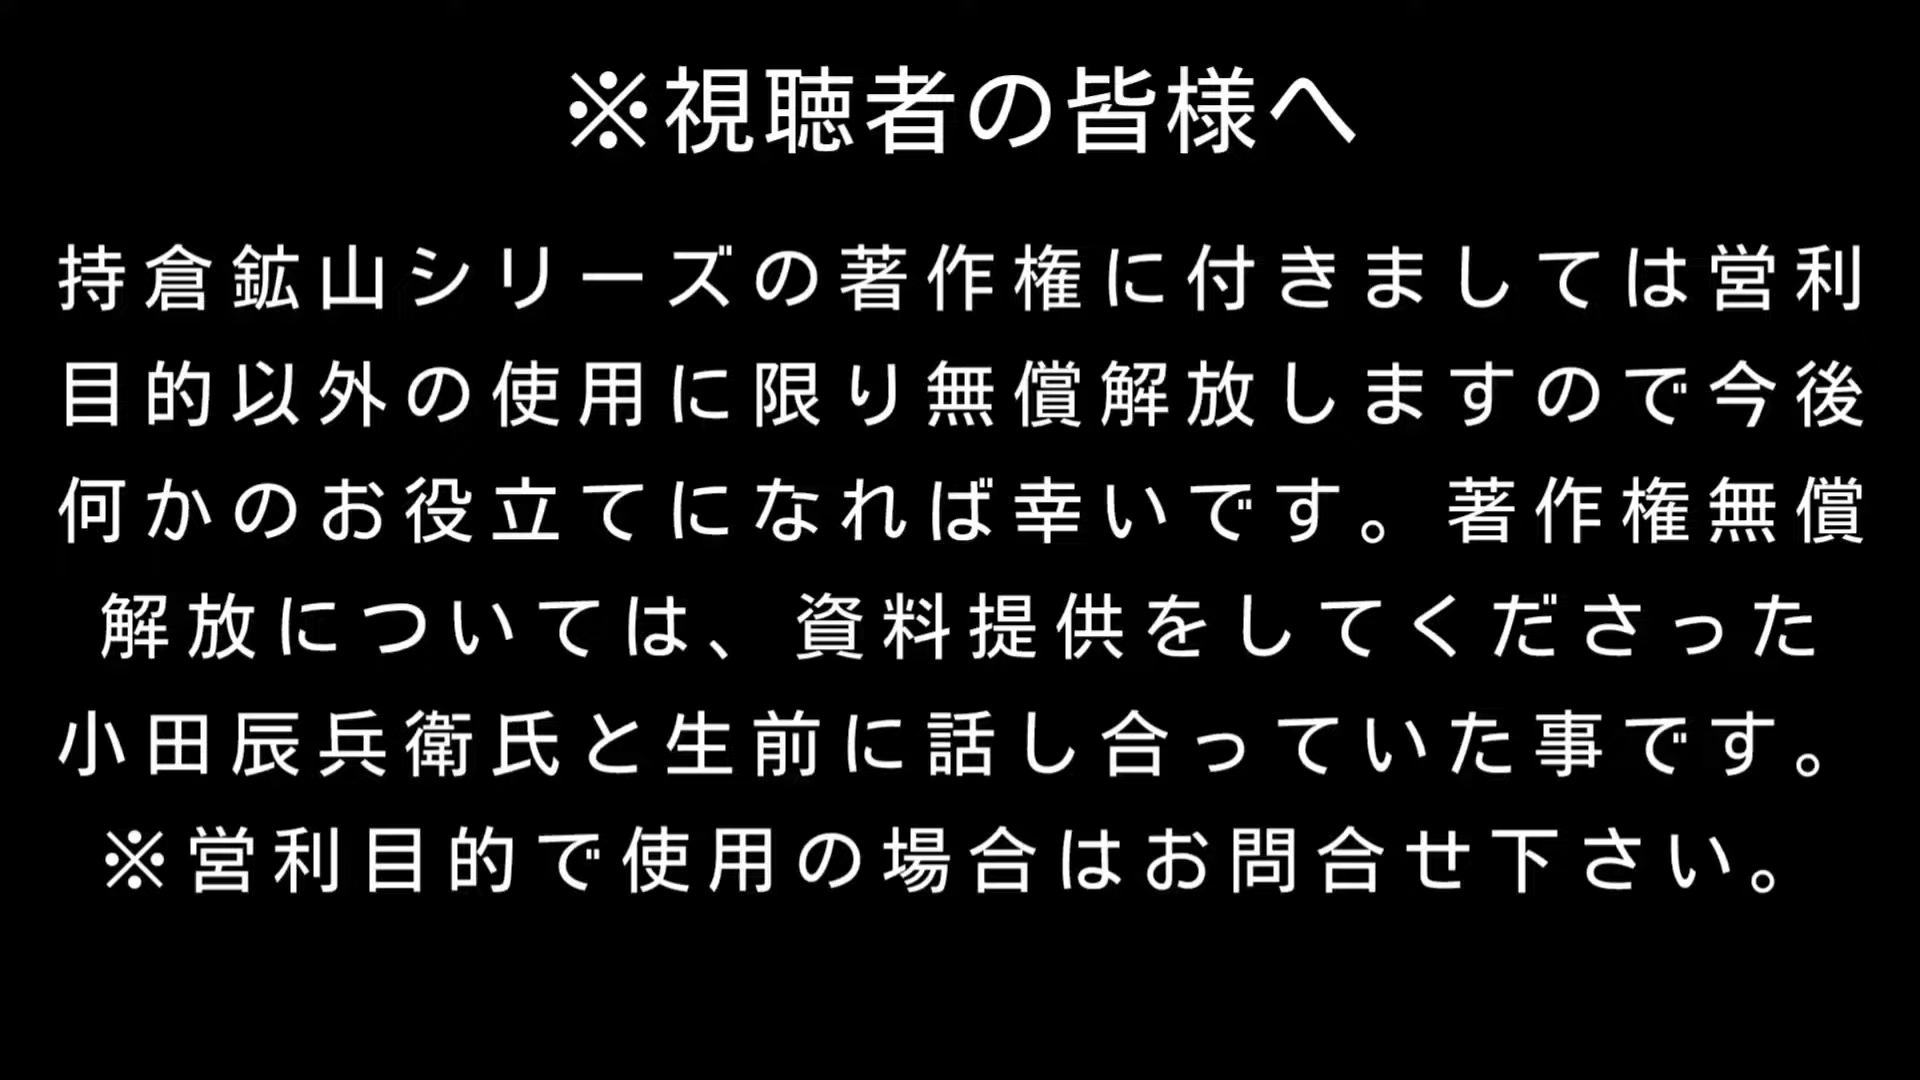 ※視聴者の皆様へ
持倉鉱山シリーズの著作権に付きましては営利
目的以外の使用に限り無償解放しますので今後
何かのお役立てになれば幸いです。著作権無償
解放については、資料提供をしてくださった
小田辰兵衛氏と生前に話し合っていた事です。
※営利目的で使用の場合はお問合せ下さい。